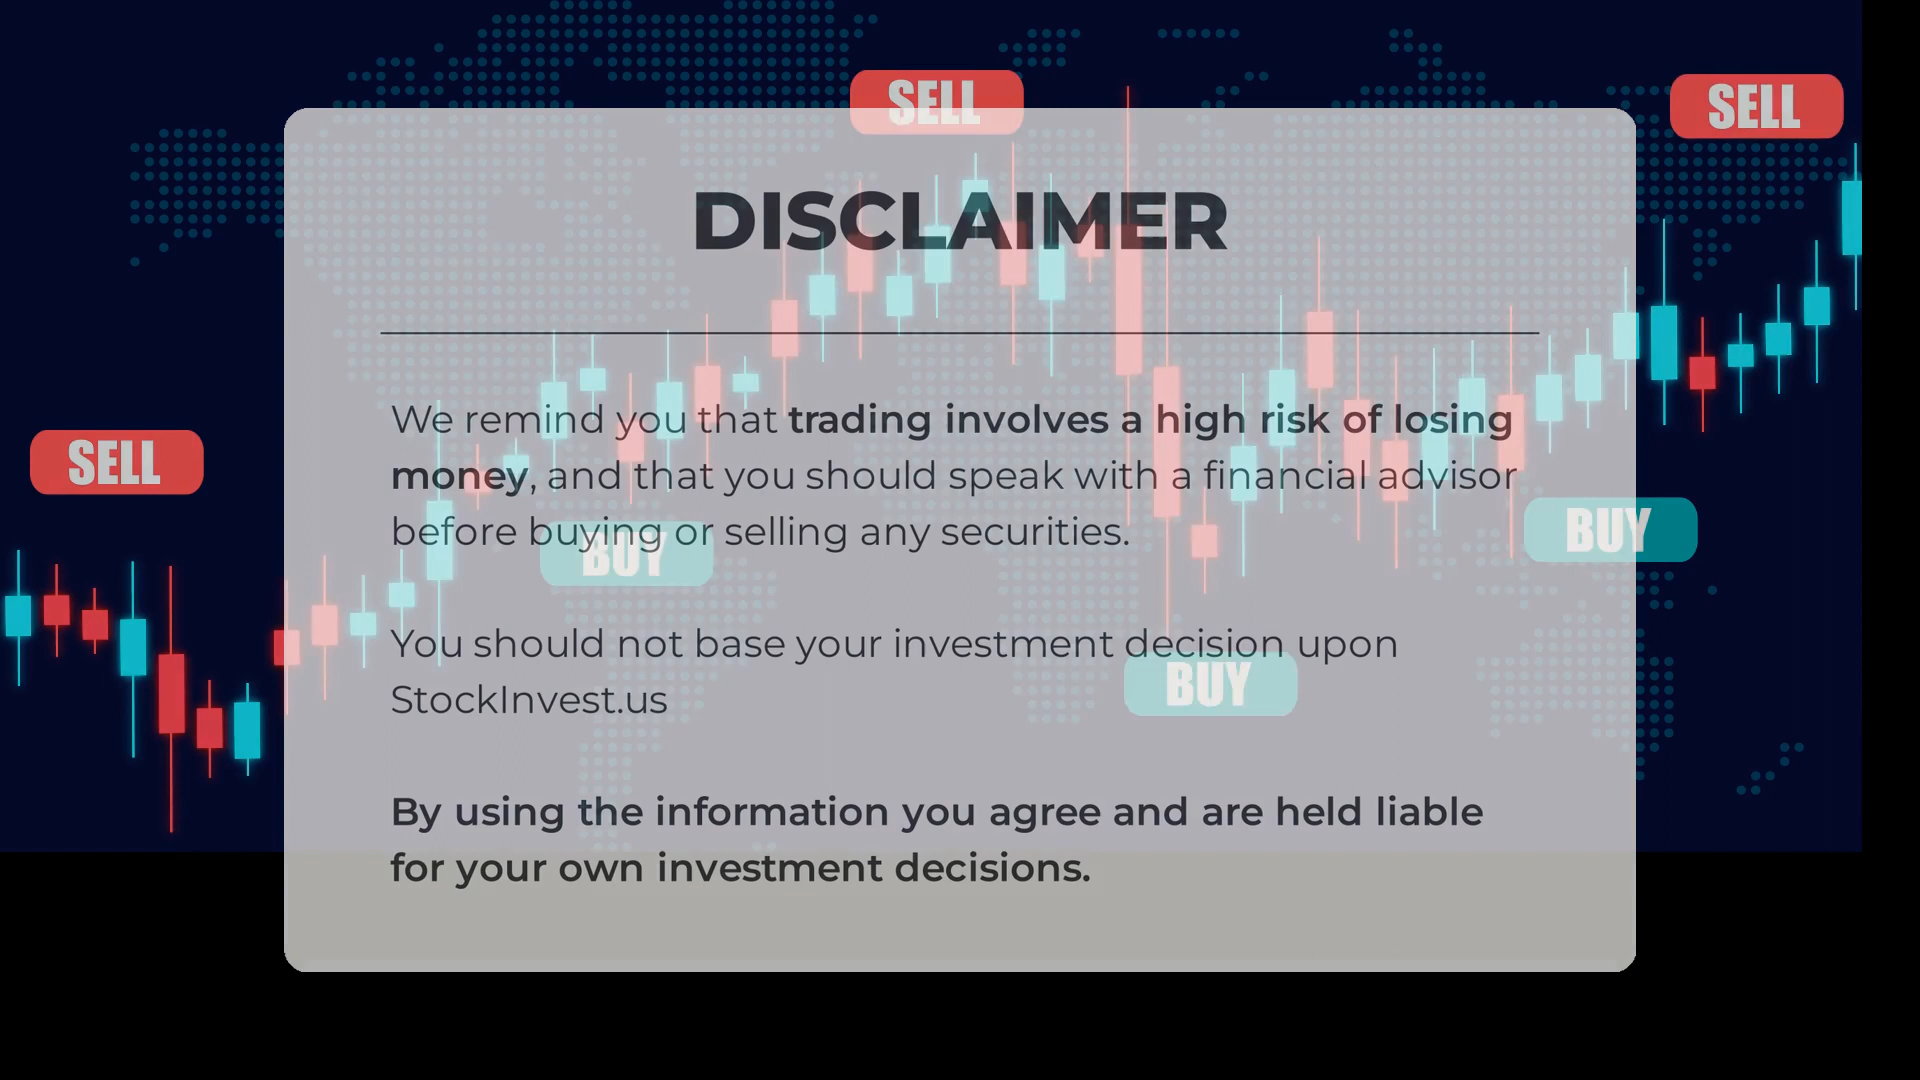 SELL
SELL
DISCLAIMER
We remind you that trading involves a high risk of losing
money, and that you should speak with a financial advisor
before buying or selling any securities.
SELL
BUY
BUY
You should not base your investment decision upon
StockInvest.us
BUY
By using the information you agree and are held liable
for your own investment decisions.